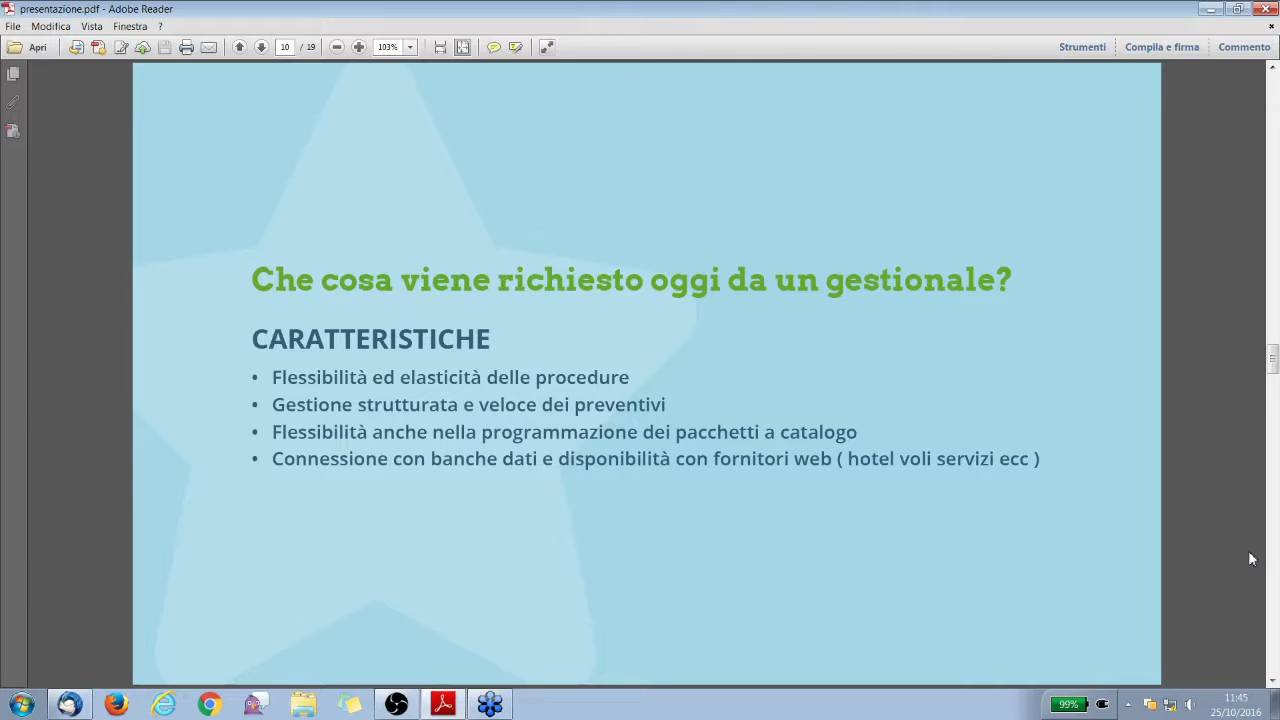 presentazione.pdf - Adobe Reader
File Modifica Vista Finestra ?
Apri 10 / 19 103% Strumenti Compila e firma Commento
Che cosa viene richiesto oggi da un gestionale?
CARATTERISTICHE
• Flessibilità ed elasticità delle procedure
• Gestione strutturata e veloce dei preventivi
• Flessibilità anche nella programmazione dei pacchetti a catalogo
• Connessione con banche dati e disponibilità con fornitori web ( hotel voli servizi ecc )
99% 11:45
25/10/2016